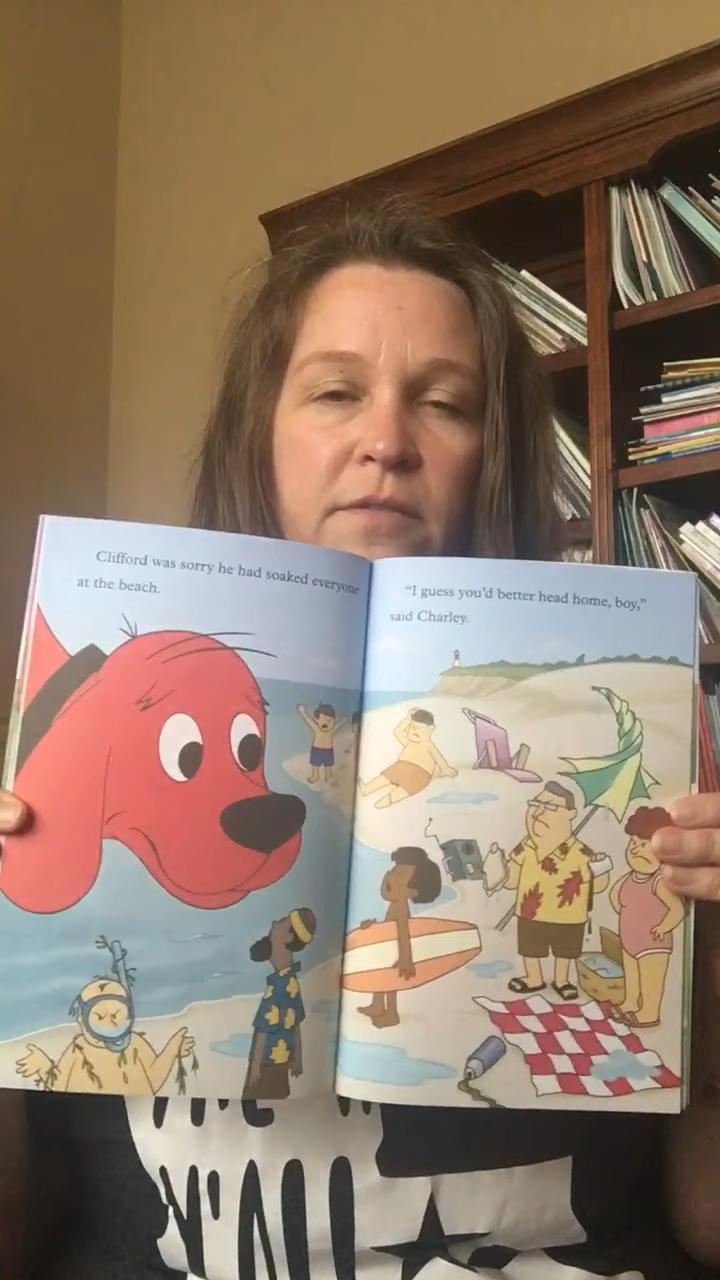 Clifford was sorry he had soaked everyone
at the beach.
"I guess you'd better head home, boy,"
said Charley.
Y'ALL